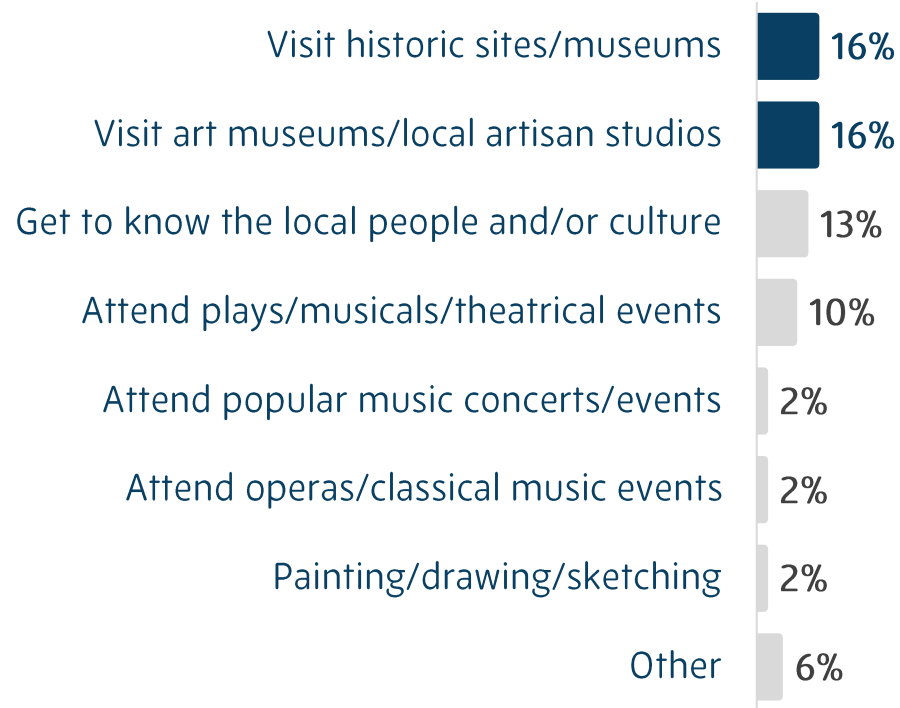 Visit historic sites/museums 16%
Visit art museums/local artisan studios 16%
Get to know the local people and/or culture 13%
Attend plays/musicals/theatrical events 10%
Attend popular music concerts/events 2%
Attend operas/classical music events 2%
Painting/drawing/sketching 2%
Other 6%